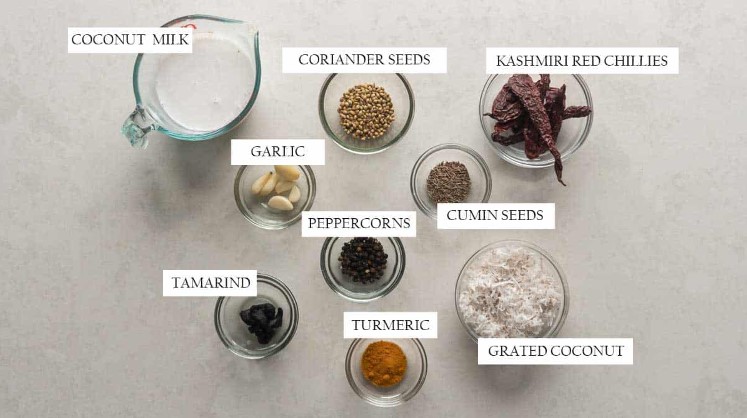 COCONUT MILK
CORIANDER SEEDS
KASHMIRI RED CHILLIES
GARLIC
CUMIN SEEDS
PEPPERCORNS
TAMARIND
TURMERIC
GRATED COCONUT